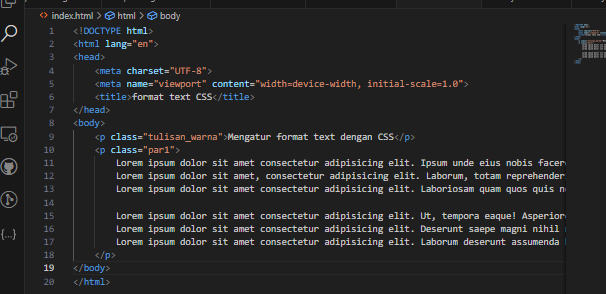 index.html > html > body
1 <!DOCTYPE html>
2 <html lang="en">
3 <head>
4 <meta charset="UTF-8">
5 <meta name="viewport" content="width=device-width, initial-scale=1.0">
6 <title>format text CSS</title>
7 </head>
8 <body>
9 <p class="tulisan_warna">Mengatur format text dengan CSS</p>
10 <p class="par1">
11 Lorem ipsum dolor sit amet consectetur adipisicing elit. Ipsum unde eius nobis facer
12 Lorem ipsum dolor sit amet, consectetur adipisicing elit. Laborum, totam reprehender
13 Lorem ipsum dolor sit amet consectetur adipisicing elit. Laboriosam quam quos quis n
14
15 Lorem ipsum dolor sit amet consectetur adipisicing elit. Ut, tempora eaque! Asperior
16 Lorem ipsum dolor sit amet consectetur adipisicing elit. Deserunt saepe magni nihil
17 Lorem ipsum dolor sit amet consectetur adipisicing elit. Laborum deserunt assumenda
18 </p>
19 </body>
20 </html>